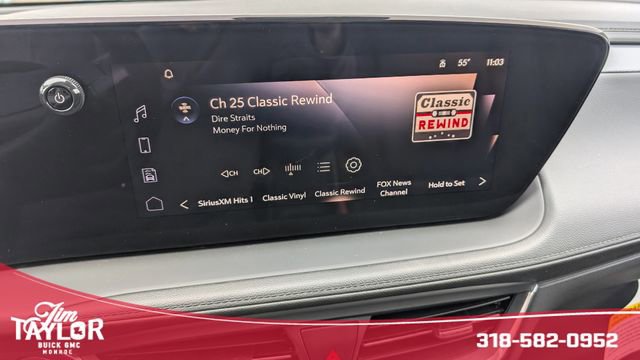 55° 11:03
Ch 25 Classic Rewind
Dire Straits
Money For Nothing
Classic
REWIND
CH CH
SiriusXM Hits 1 Classic Vinyl Classic Rewind FOX News Channel Hold to Set
Jim
TAYLOR
BUICK GMC
MONROE
318-582-0952